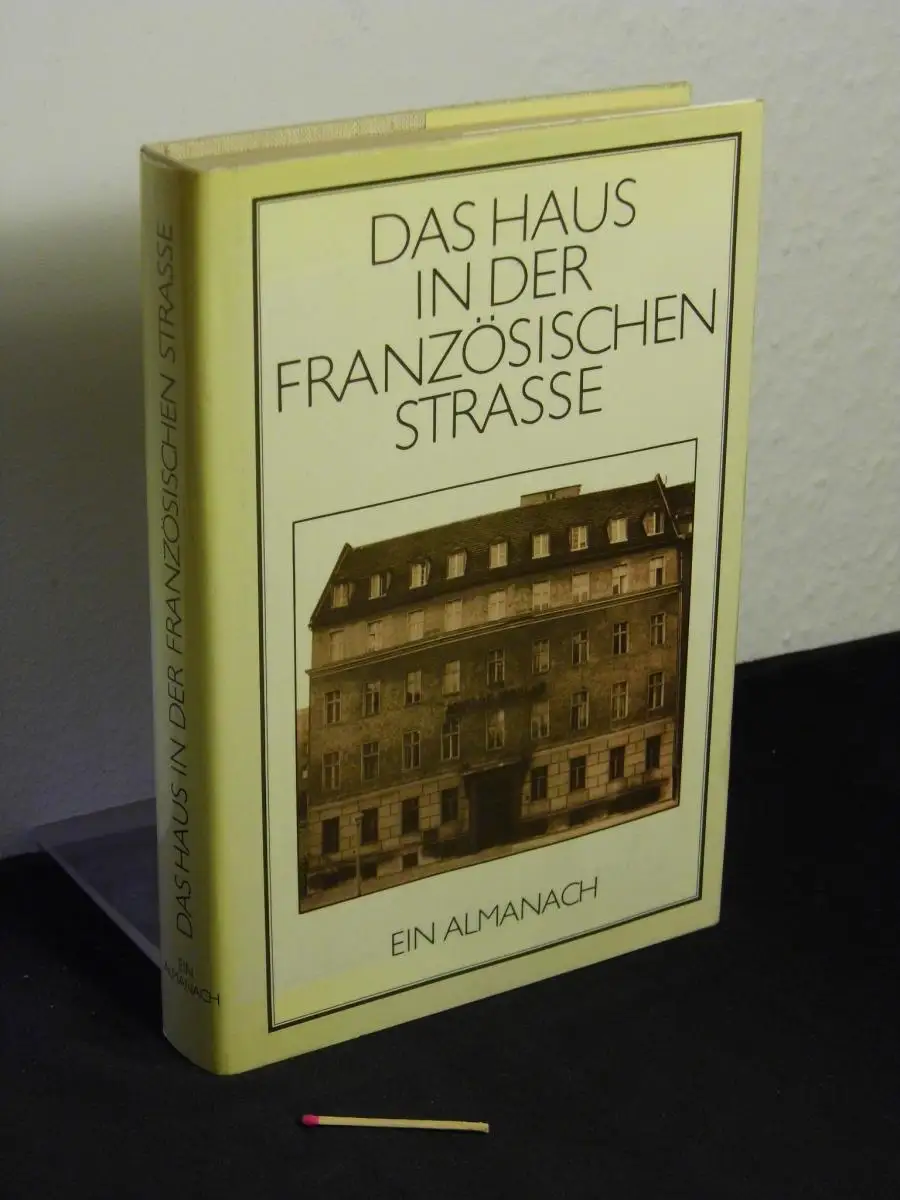 DAS HAUS
IN DER
FRANZÖSISCHEN
STRASSE
EIN ALMANACH
DAS HAUS IN DER FRANZÖSISCHEN STRASSE
EIN
ALMANACH